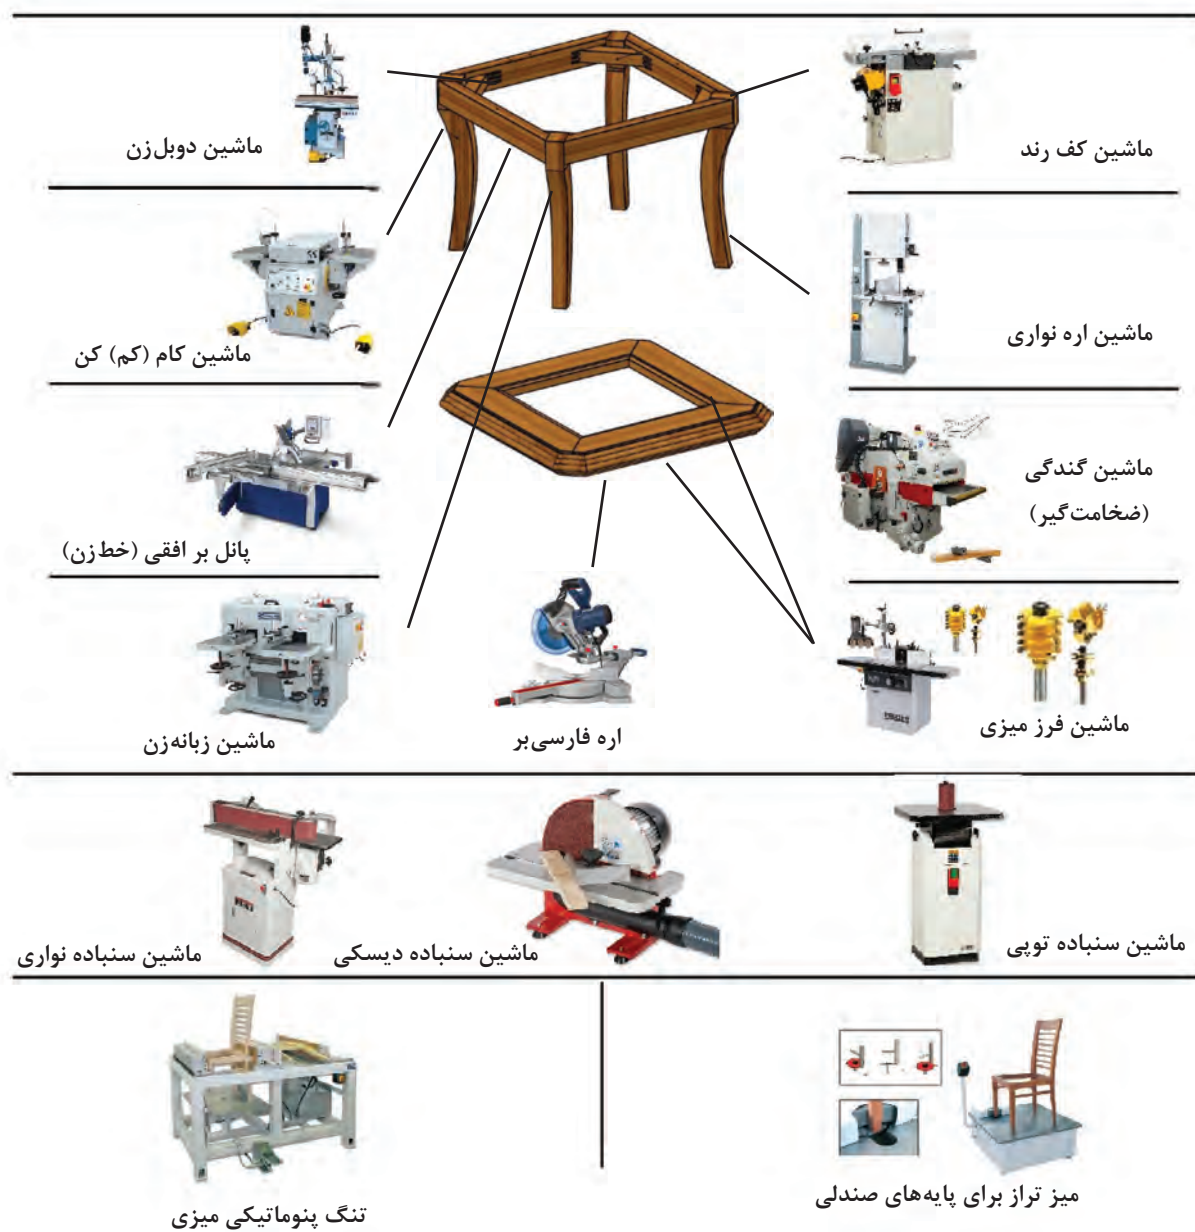 ماشین کف رند
ماشین دوبل‌زن
ماشین اره نواری
ماشین کام (کم) کن
ماشین گندگی
(ضخامت‌گیر)
پانل بر افقی (خط‌زن)
ماشین فرز میزی
اره فارسی‌بر
ماشین زبانه‌زن
ماشین سنباده توپی
ماشین سنباده دیسکی
ماشین سنباده نواری
میز تراز برای پایه‌های صندلی
تنگ پنوماتیکی میزی